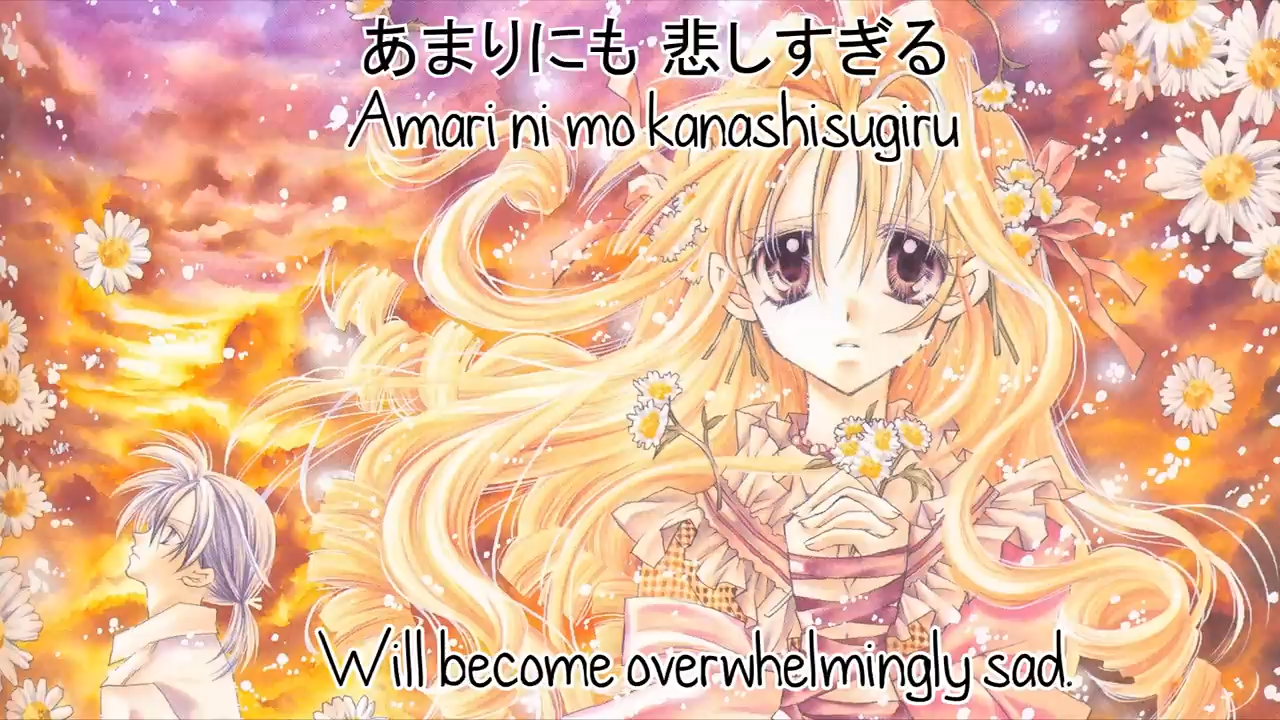 あまりにも 悲しすぎる
Amari ni mo kanashisugiru
Will become overwhelmingly sad.